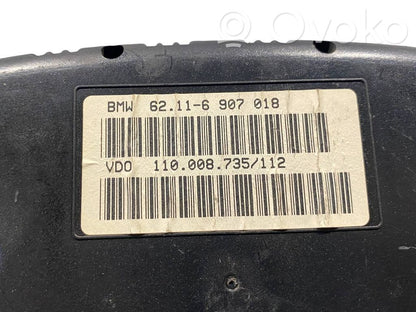 Ovoko
BMW 62.11-6 907 018
VDO 110.008.735/112